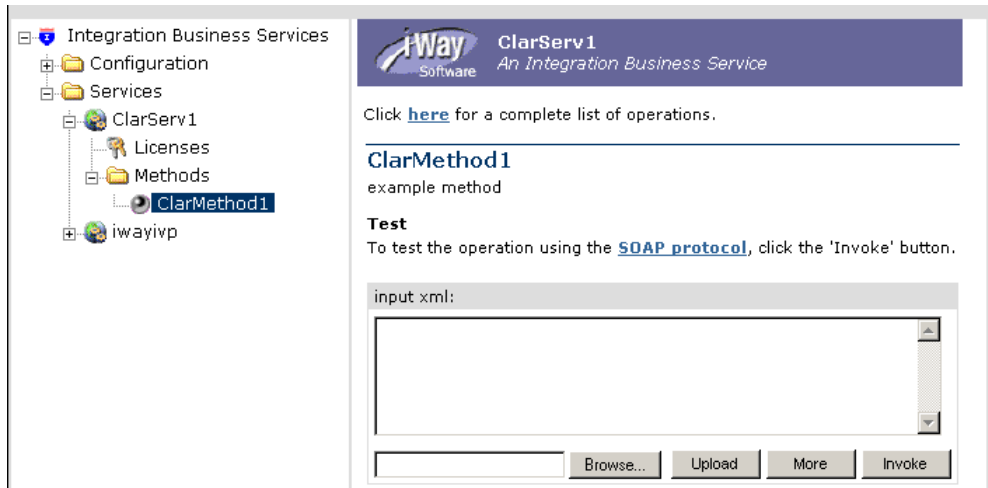 Integration Business Services
Configuration
Services
ClarServ1
Licenses
Methods
ClarMethod1
iwayivp
iWay
Software
ClarServ1
An Integration Business Service
Click here for a complete list of operations.
ClarMethod1
example method
Test
To test the operation using the SOAP protocol, click the 'Invoke' button.
input xml:
Browse... Upload More Invoke